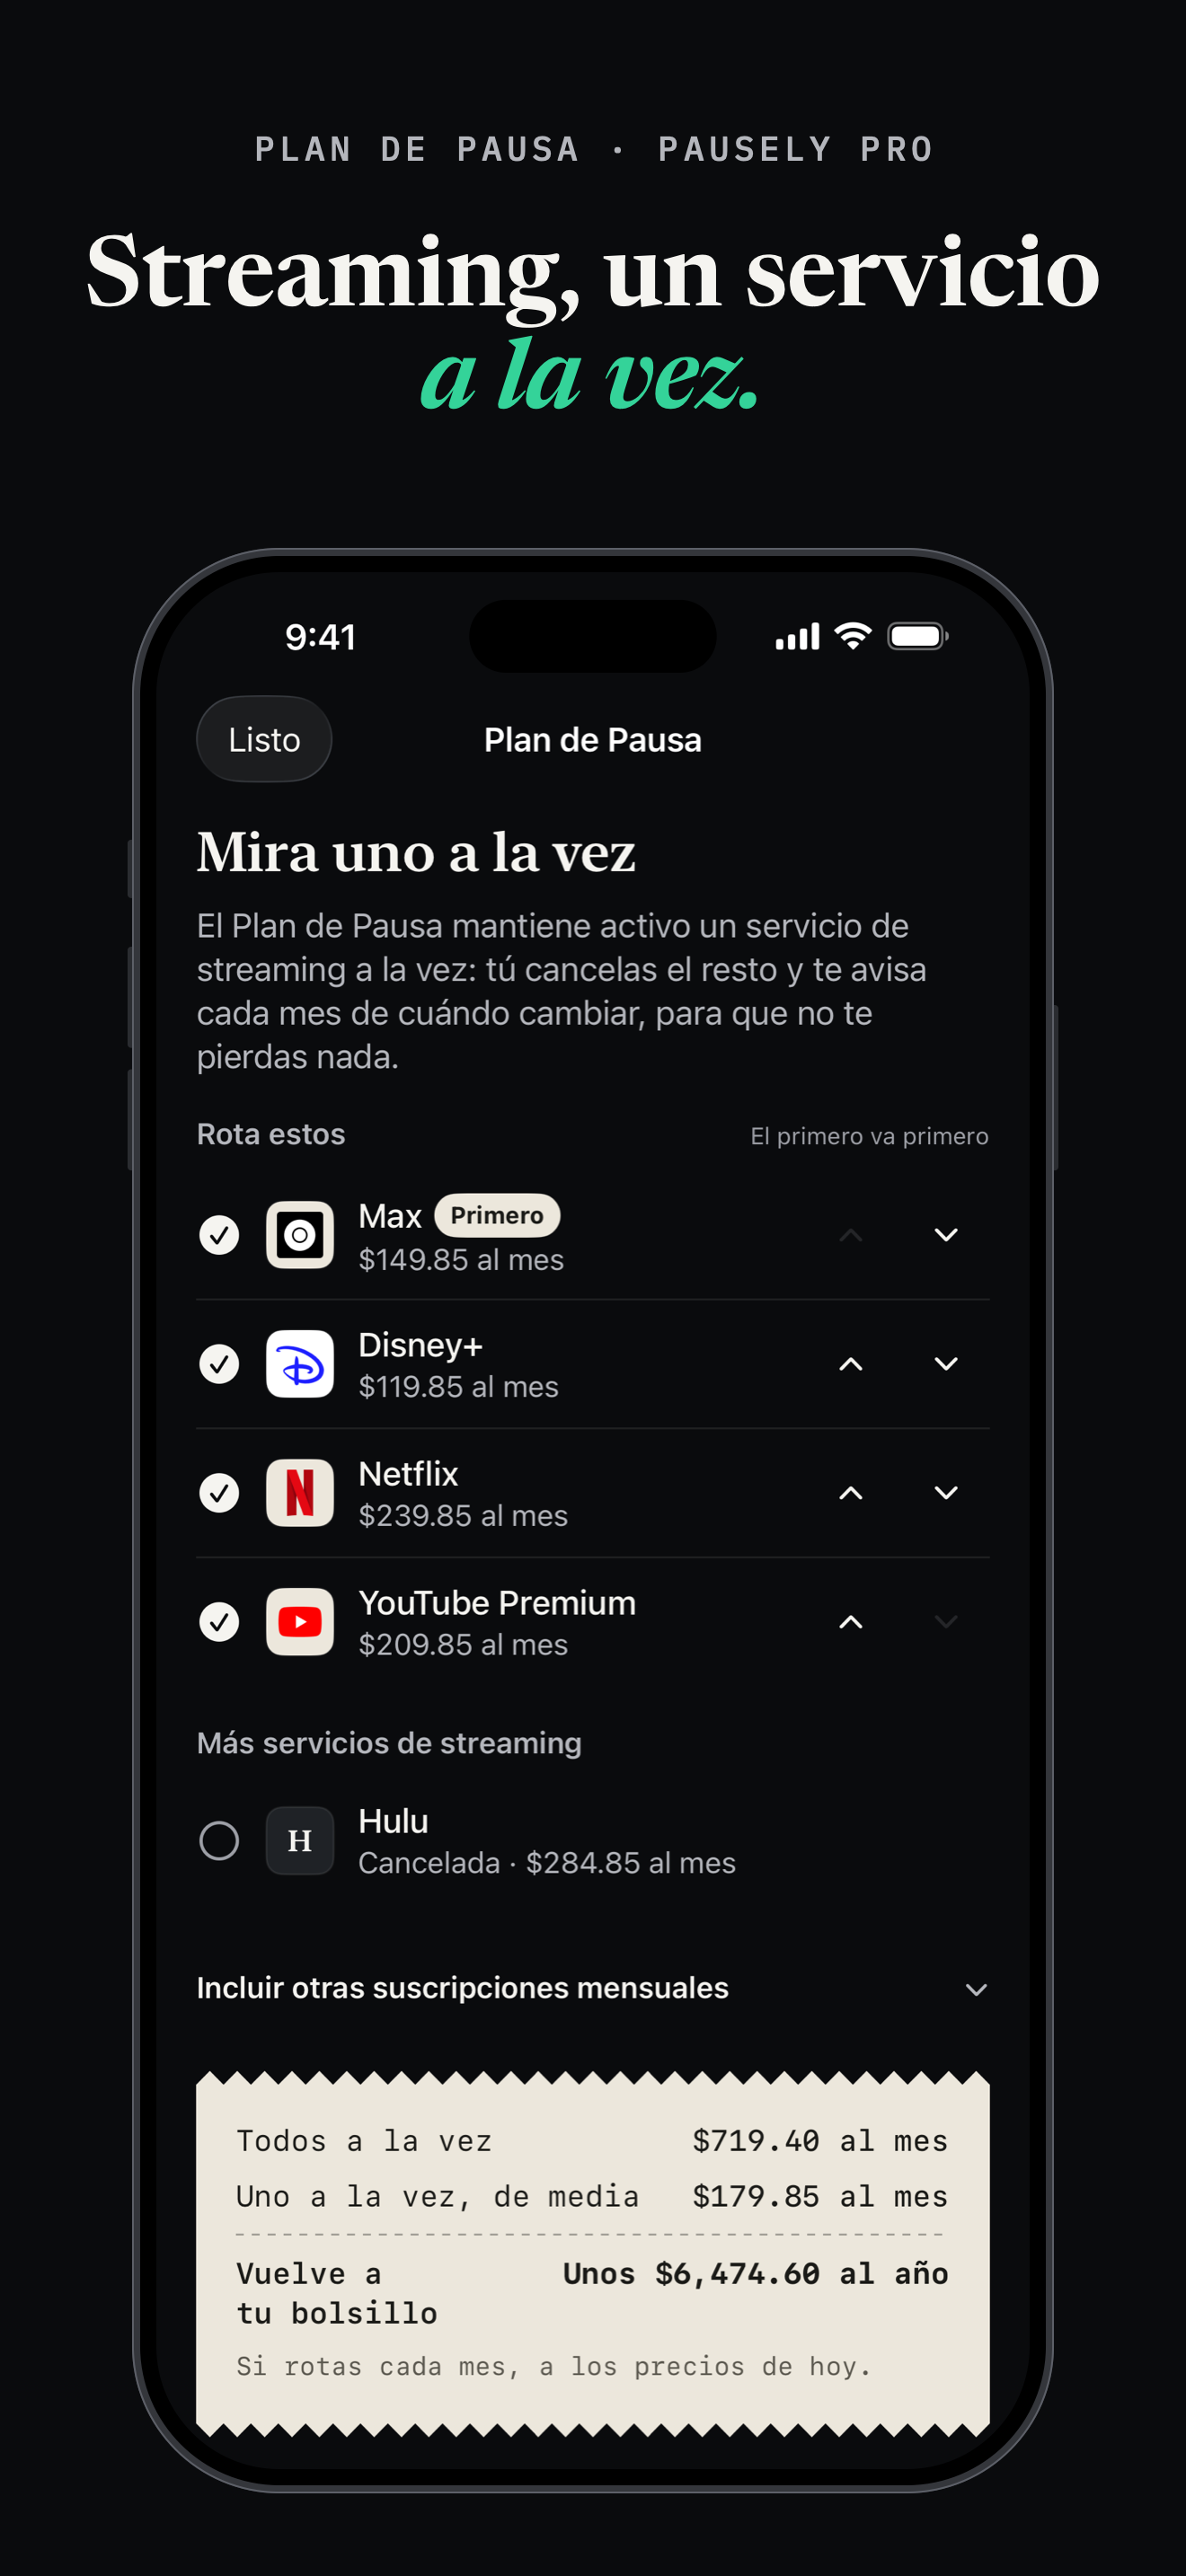 PLAN DE PAUSA · PAUSELY PRO
Streaming, un servicio
a la vez.
9:41
Listo
Plan de Pausa
Mira uno a la vez
El Plan de Pausa mantiene activo un servicio de
streaming a la vez: tú cancelas el resto y te avisa
cada mes de cuándo cambiar, para que no te
pierdas nada.
Rota estos
El primero va primero
Max Primero
$149.85 al mes
Disney+
$119.85 al mes
Netflix
$239.85 al mes
YouTube Premium
$209.85 al mes
Más servicios de streaming
H
Hulu
Cancelada · $284.85 al mes
Incluir otras suscripciones mensuales
Todos a la vez $719.40 al mes
Uno a la vez, de media $179.85 al mes
Vuelve a Unos $6,474.60 al año
tu bolsillo
Si rotas cada mes, a los precios de hoy.